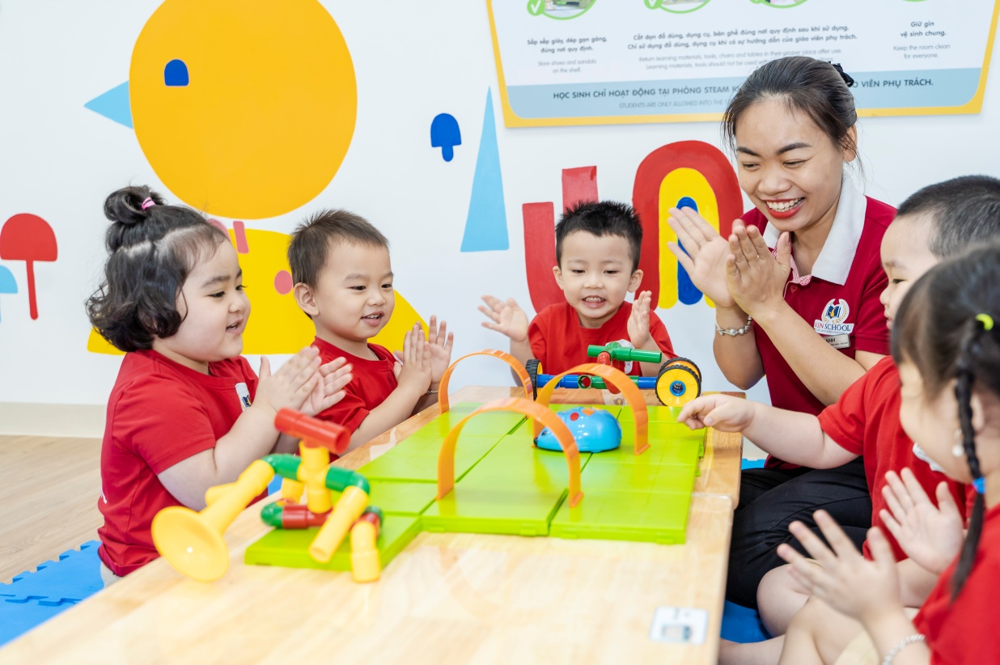 Sắp xếp giày, dép gọn gàng,
đúng nơi quy định.
Store shoes and sandals
on the shelf.
Cất dọn đồ dùng, dụng cụ, bàn ghế đúng nơi quy định sau khi sử dụng.
Chỉ sử dụng đồ dùng, dụng cụ khi có sự hướng dẫn của giáo viên phụ trách.
Return learning materials, tools, chairs and tables in their proper place after use.
Learning materials, tools should not be used
Giữ gìn
vệ sinh chung.
Keep the room clean
for everyone.
HỌC SINH CHỈ HOẠT ĐỘNG TẠI PHÒNG STEAM
VIÊN PHỤ TRÁCH.
STUDENTS ARE ONLY ALLOWED INTO THE
VINSCHOOL
ANH